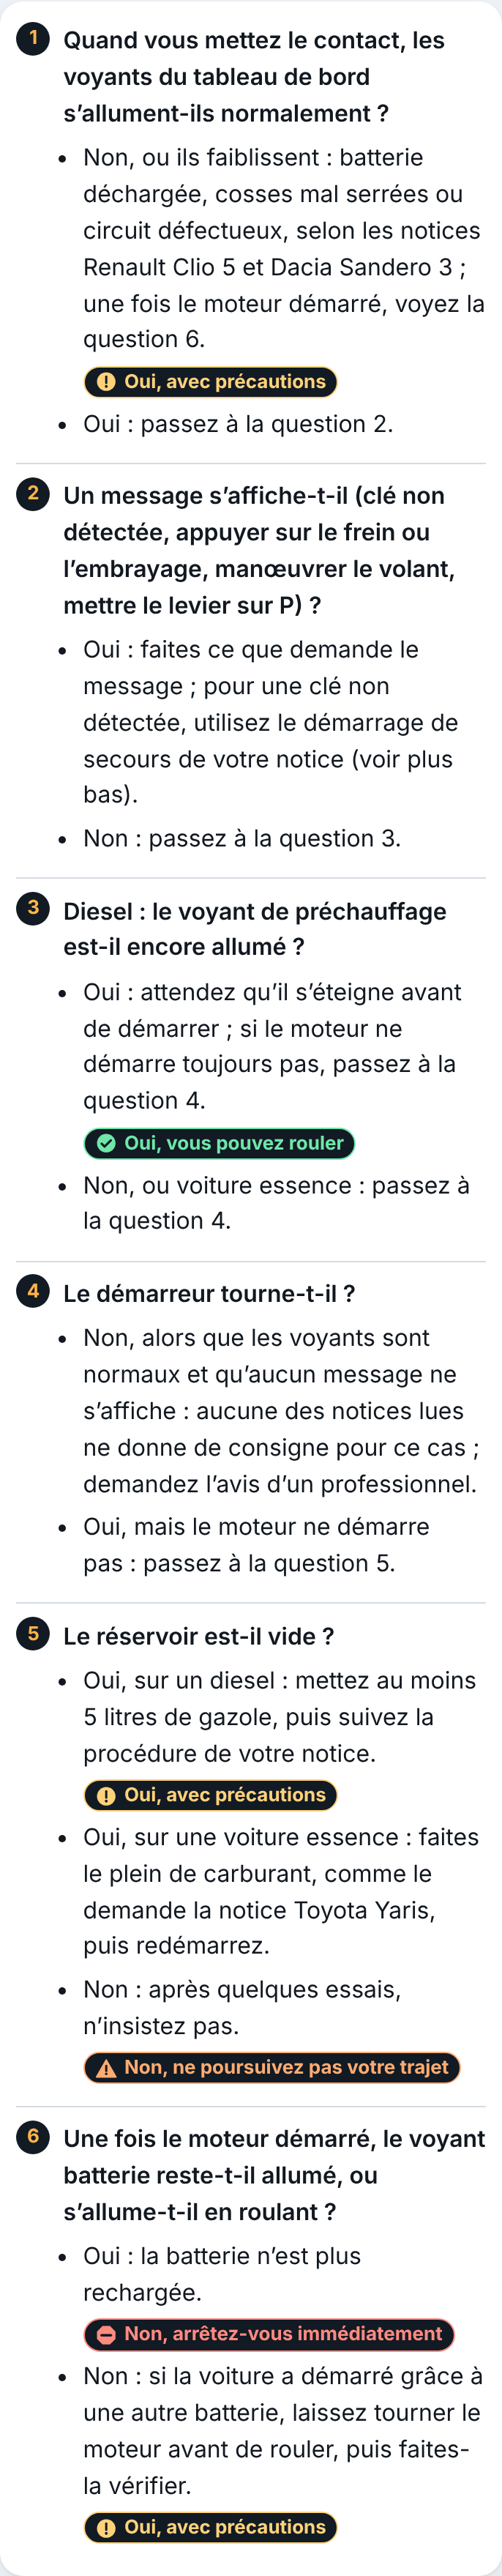 1 Quand vous mettez le contact, les
voyants du tableau de bord
s’allument-ils normalement ?
• Non, ou ils faiblissent : batterie
déchargée, cosses mal serrées ou
circuit défectueux, selon les notices
Renault Clio 5 et Dacia Sandero 3 ;
une fois le moteur démarré, voyez la
question 6.
Oui, avec précautions
• Oui : passez à la question 2.
2 Un message s’affiche-t-il (clé non
détectée, appuyer sur le frein ou
l’embrayage, manœuvrer le volant,
mettre le levier sur P) ?
• Oui : faites ce que demande le
message ; pour une clé non
détectée, utilisez le démarrage de
secours de votre notice (voir plus
bas).
• Non : passez à la question 3.
3 Diesel : le voyant de préchauffage
est-il encore allumé ?
• Oui : attendez qu’il s’éteigne avant
de démarrer ; si le moteur ne
démarre toujours pas, passez à la
question 4.
Oui, vous pouvez rouler
• Non, ou voiture essence : passez à
la question 4.
4 Le démarreur tourne-t-il ?
• Non, alors que les voyants sont
normaux et qu’aucun message ne
s’affiche : aucune des notices lues
ne donne de consigne pour ce cas ;
demandez l’avis d’un professionnel.
• Oui, mais le moteur ne démarre
pas : passez à la question 5.
5 Le réservoir est-il vide ?
• Oui, sur un diesel : mettez au moins
5 litres de gazole, puis suivez la
procédure de votre notice.
Oui, avec précautions
• Oui, sur une voiture essence : faites
le plein de carburant, comme le
demande la notice Toyota Yaris,
puis redémarrez.
• Non : après quelques essais,
n’insistez pas.
Non, ne poursuivez pas votre trajet
6 Une fois le moteur démarré, le voyant
batterie reste-t-il allumé, ou
s’allume-t-il en roulant ?
• Oui : la batterie n’est plus
rechargée.
Non, arrêtez-vous immédiatement
• Non : si la voiture a démarré grâce à
une autre batterie, laissez tourner le
moteur avant de rouler, puis faites-
la vérifier.
Oui, avec précautions